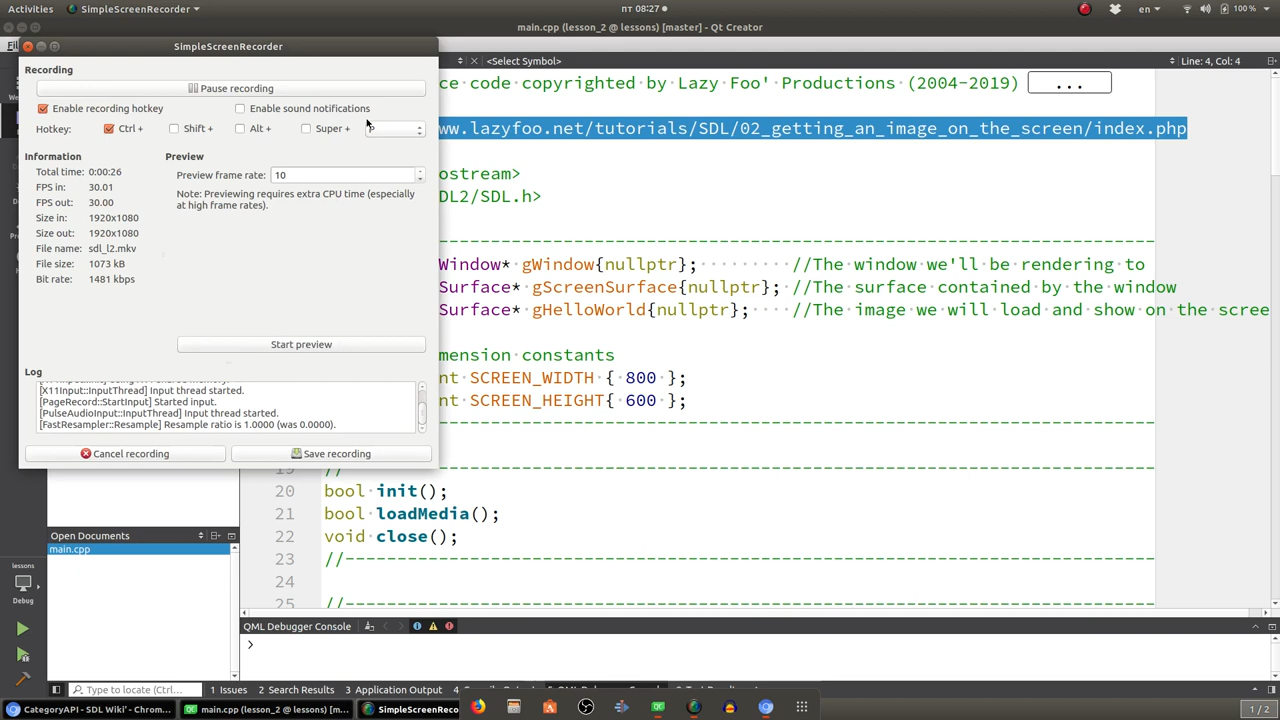 Activities
SimpleScreenRecorder
пт 08:27
en
100 %
main.cpp (lesson_2 @ lessons) [master] - Qt Creator
SimpleScreenRecorder
<Select Symbol>
Line: 4, Col: 4
Recording
Pause recording
Enable recording hotkey
Enable sound notifications
Hotkey:
Ctrl +
Shift +
Alt +
Super +
Information
Total time: 0:00:26
FPS in: 30.01
FPS out: 30.00
Size in: 1920x1080
Size out: 1920x1080
File name: sdl_l2.mkv
File size: 1073 kB
Bit rate: 1481 kbps
Preview
Preview frame rate: 10
Note: Previewing requires extra CPU time (especially
at high frame rates).
Start preview
Log
[X11Input::InputThread] Input thread started.
[PageRecord::StartInput] Started input.
[PulseAudioInput::InputThread] Input thread started.
[FastResampler::Resample] Resample ratio is 1.0000 (was 0.0000).
Cancel recording
Save recording
ce code copyrighted by Lazy Foo' Productions (2004-2019) ...
ww.lazyfoo.net/tutorials/SDL/02_getting_an_image_on_the_screen/index.php
ostream>
DL2/SDL.h>
Window* gWindow{nullptr}; //The window we'll be rendering to
Surface* gScreenSurface{nullptr}; //The surface contained by the window
Surface* gHelloWorld{nullptr}; //The image we will load and show on the scree
mension constants
nt SCREEN_WIDTH { 800 };
nt SCREEN_HEIGHT{ 600 };
19 //------------------------------
20 bool init();
21 bool loadMedia();
22 void close();
23 //------------------------------
24
25 //------------------------------
Open Documents
main.cpp
lessons
Debug
QML Debugger Console
>
Type to locate (Ctrl...
1 Issues
2 Search Results
3 Application Output
CategoryAPI - SDL Wiki' - Chrom...
main.cpp (lesson_2 @ lessons) [m...
SimpleScreenReco
1 / 2